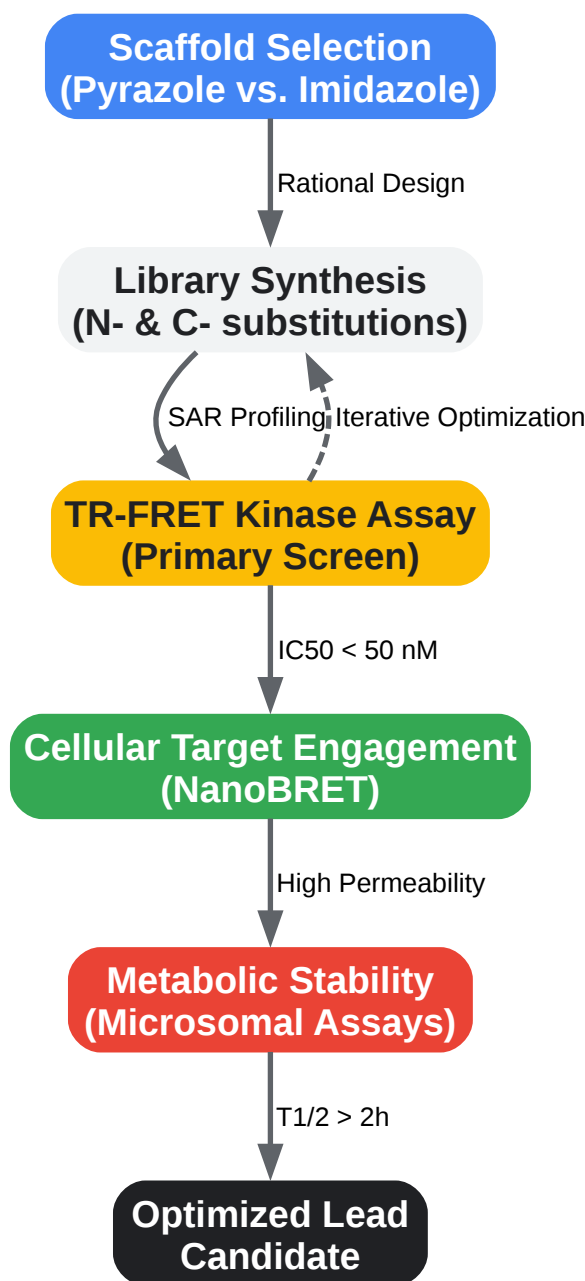 Scaffold Selection
(Pyrazole vs. Imidazole)
Rational Design
Library Synthesis
(N- & C- substitutions)
SAR Profiling
Iterative Optimization
TR-FRET Kinase Assay
(Primary Screen)
IC50 < 50 nM
Cellular Target Engagement
(NanoBRET)
High Permeability
Metabolic Stability
(Microsomal Assays)
T1/2 > 2h
Optimized Lead
Candidate